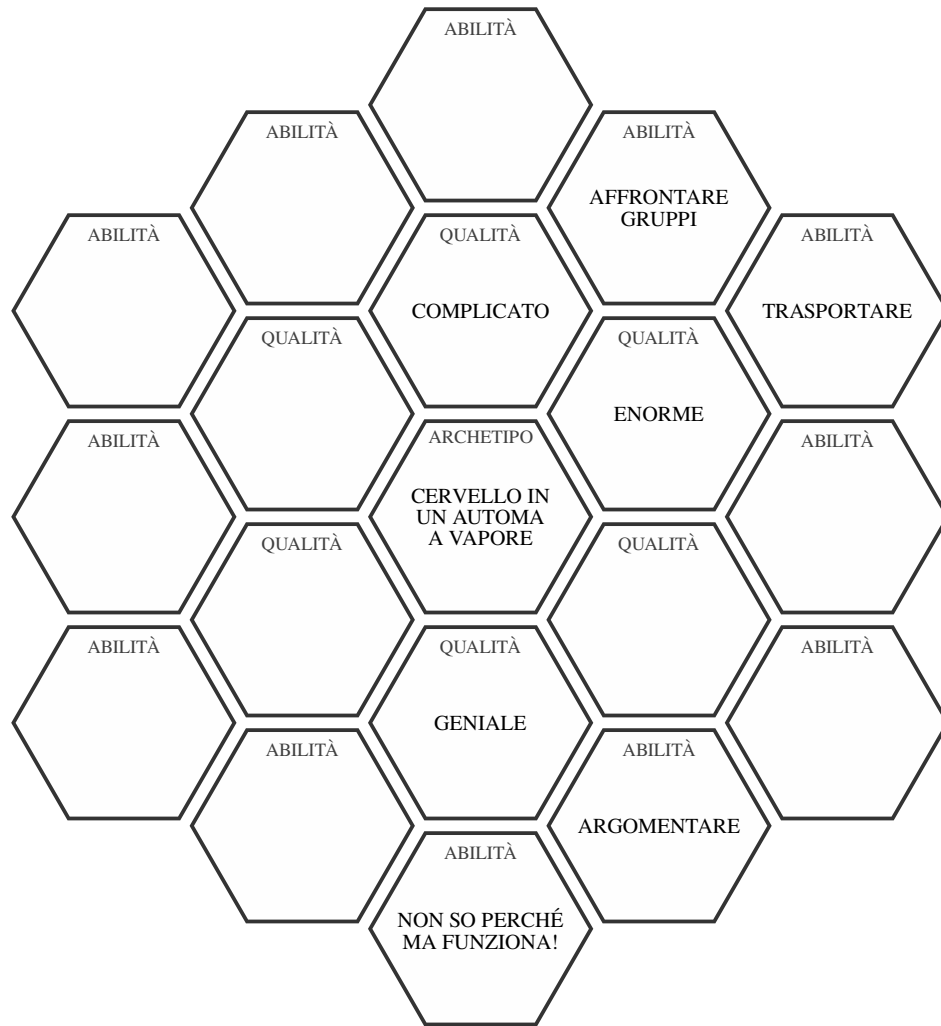 ABILITÀ
ABILITÀ
ABILITÀ
AFFRONTARE
GRUPPI
ABILITÀ
QUALITÀ
COMPLICATO
ABILITÀ
TRASPORTARE
QUALITÀ
QUALITÀ
ENORME
ABILITÀ
ARCHETIPO
CERVELLO IN
UN AUTOMA
A VAPORE
ABILITÀ
QUALITÀ
QUALITÀ
ABILITÀ
QUALITÀ
GENIALE
ABILITÀ
ABILITÀ
ABILITÀ
ARGOMENTARE
ABILITÀ
NON SO PERCHÉ
MA FUNZIONA!